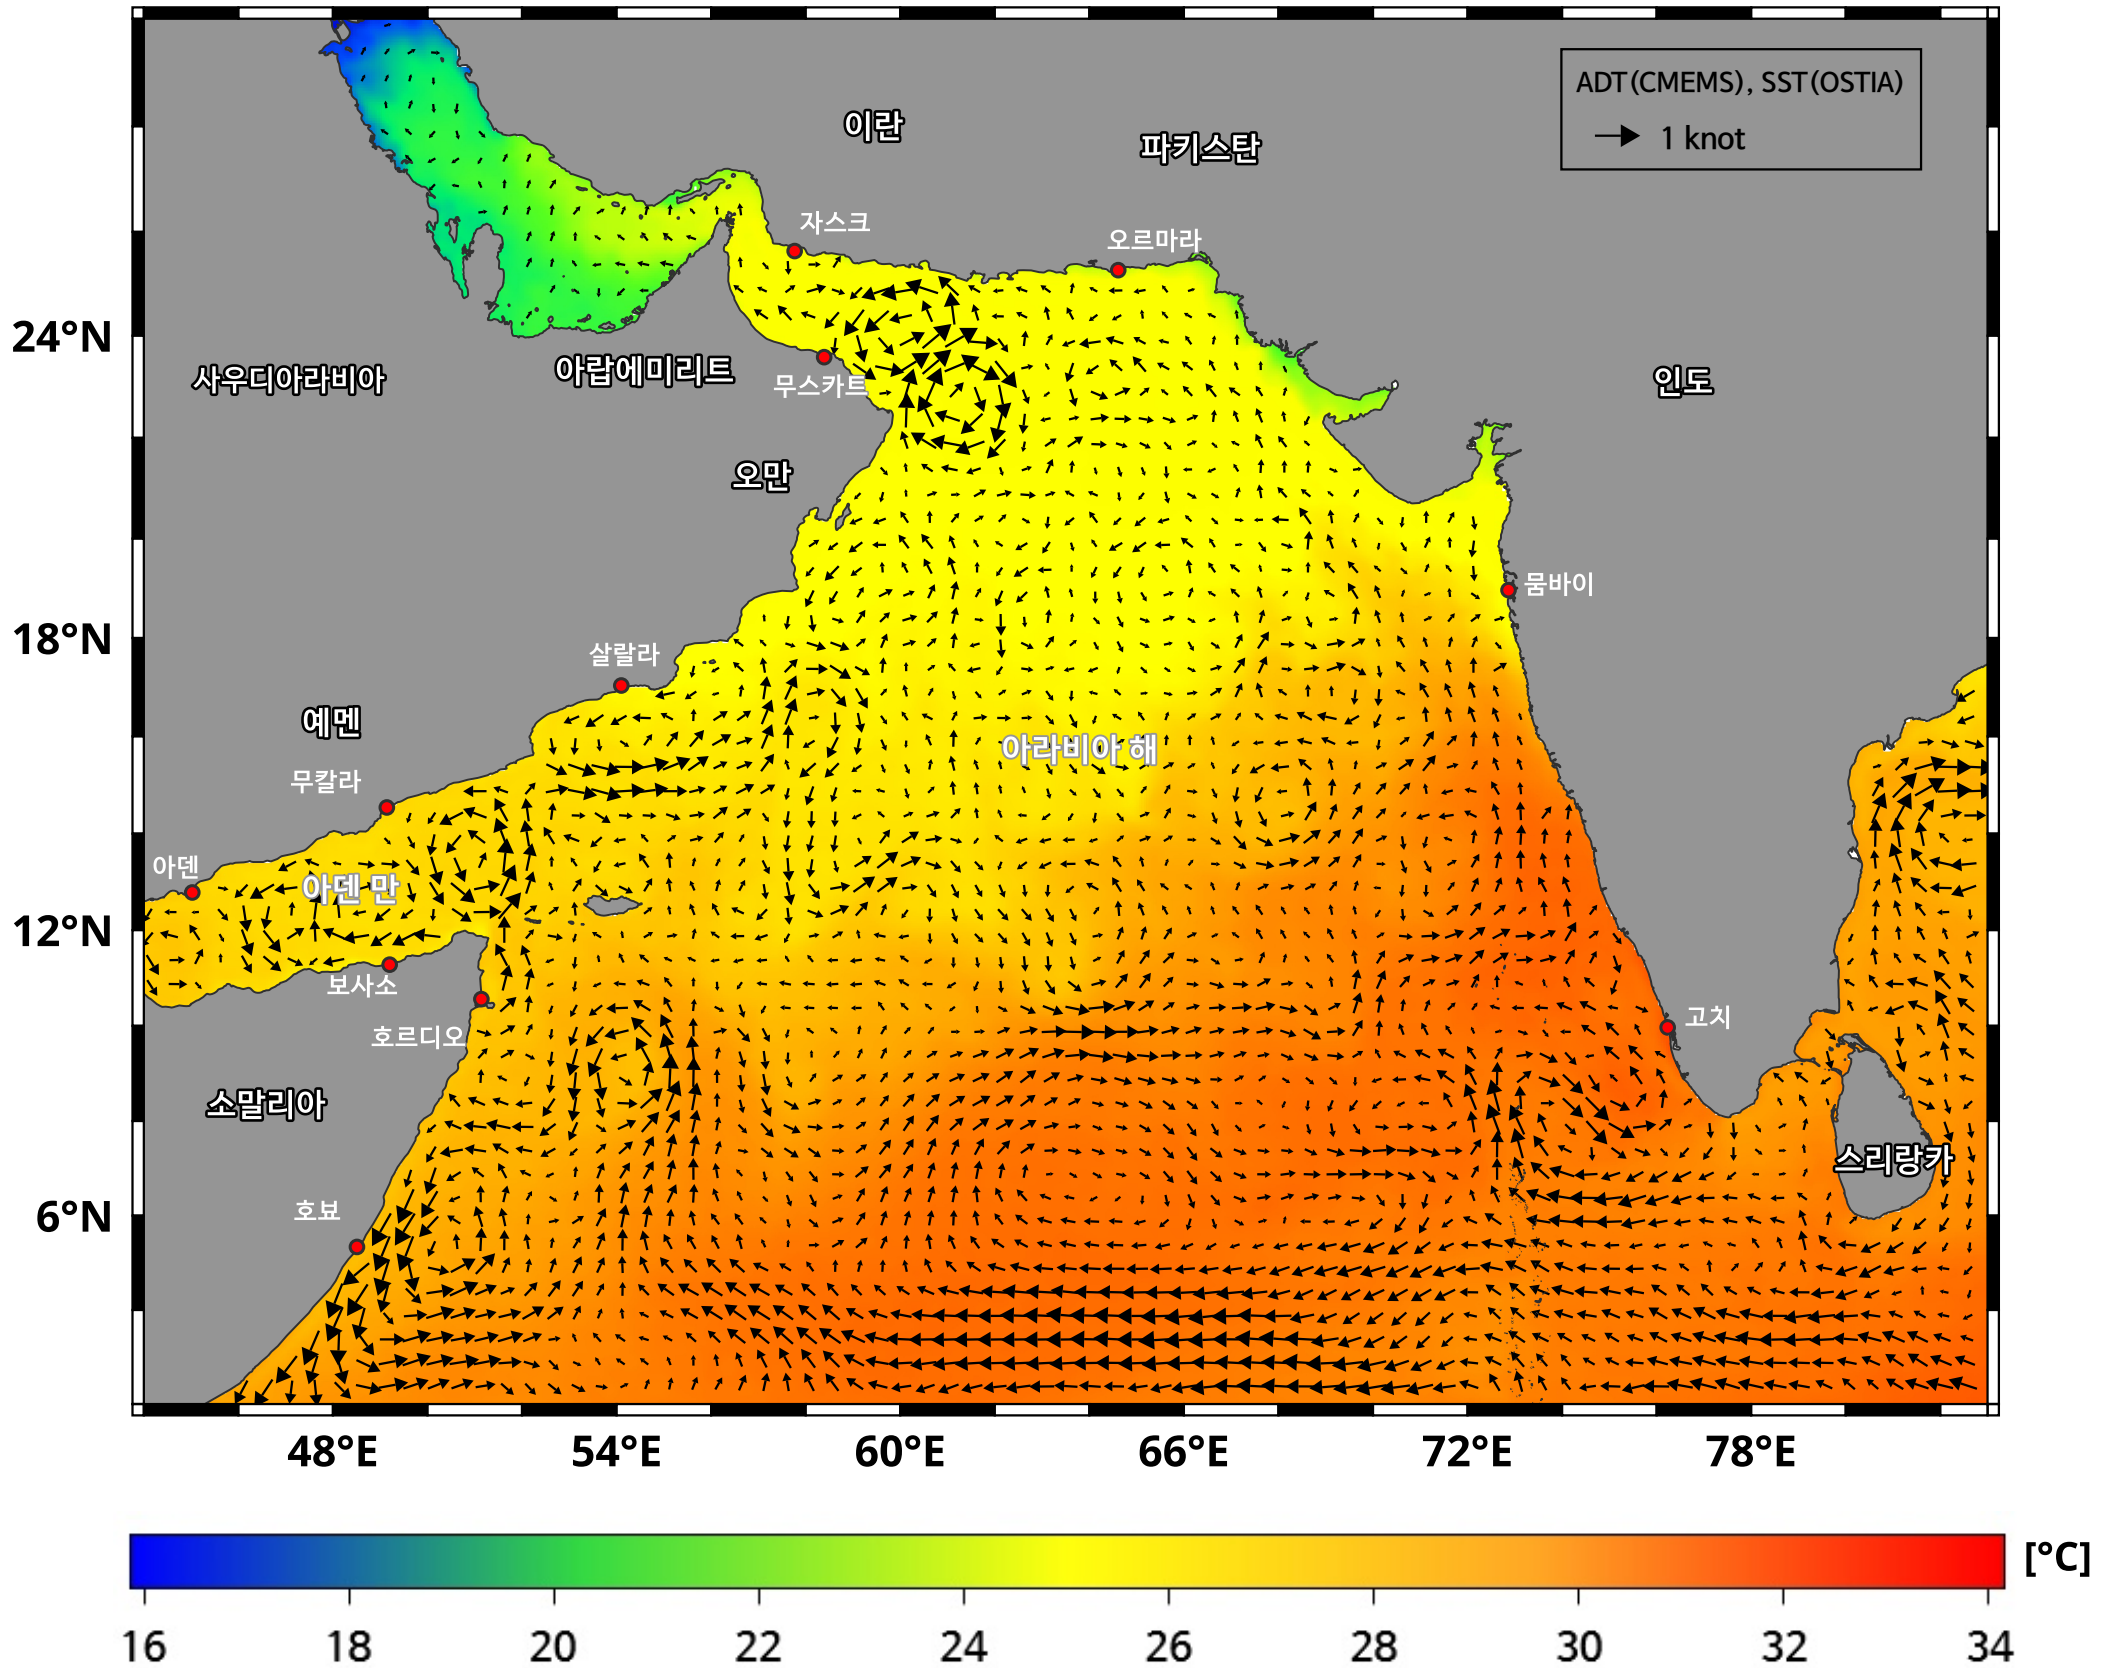 ADT(CMEMS), SST(OSTIA)
1 knot
이란
파키스탄
자스크
오르마라
24°N
사우디아라비아
아랍에미리트
무스카트
인도
오만
뭄바이
18°N
살랄라
예멘
아라비아 해
무칼라
아덴
아덴 만
12°N
보사소
호르디오
고치
소말리아
스리랑카
6°N
호뵤
48°E 54°E 60°E 66°E 72°E 78°E
[°C]
16 18 20 22 24 26 28 30 32 34